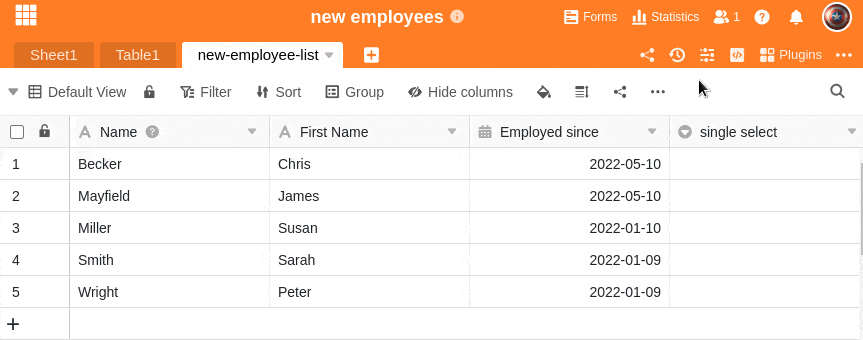 new employees
Forms Statistics 1
Sheet1 Table1 new-employee-list Plugins
Default View Filter Sort Group Hide columns
Name First Name Employed since single select
1 Becker Chris 2022-05-10
2 Mayfield James 2022-05-10
3 Miller Susan 2022-01-10
4 Smith Sarah 2022-01-09
5 Wright Peter 2022-01-09